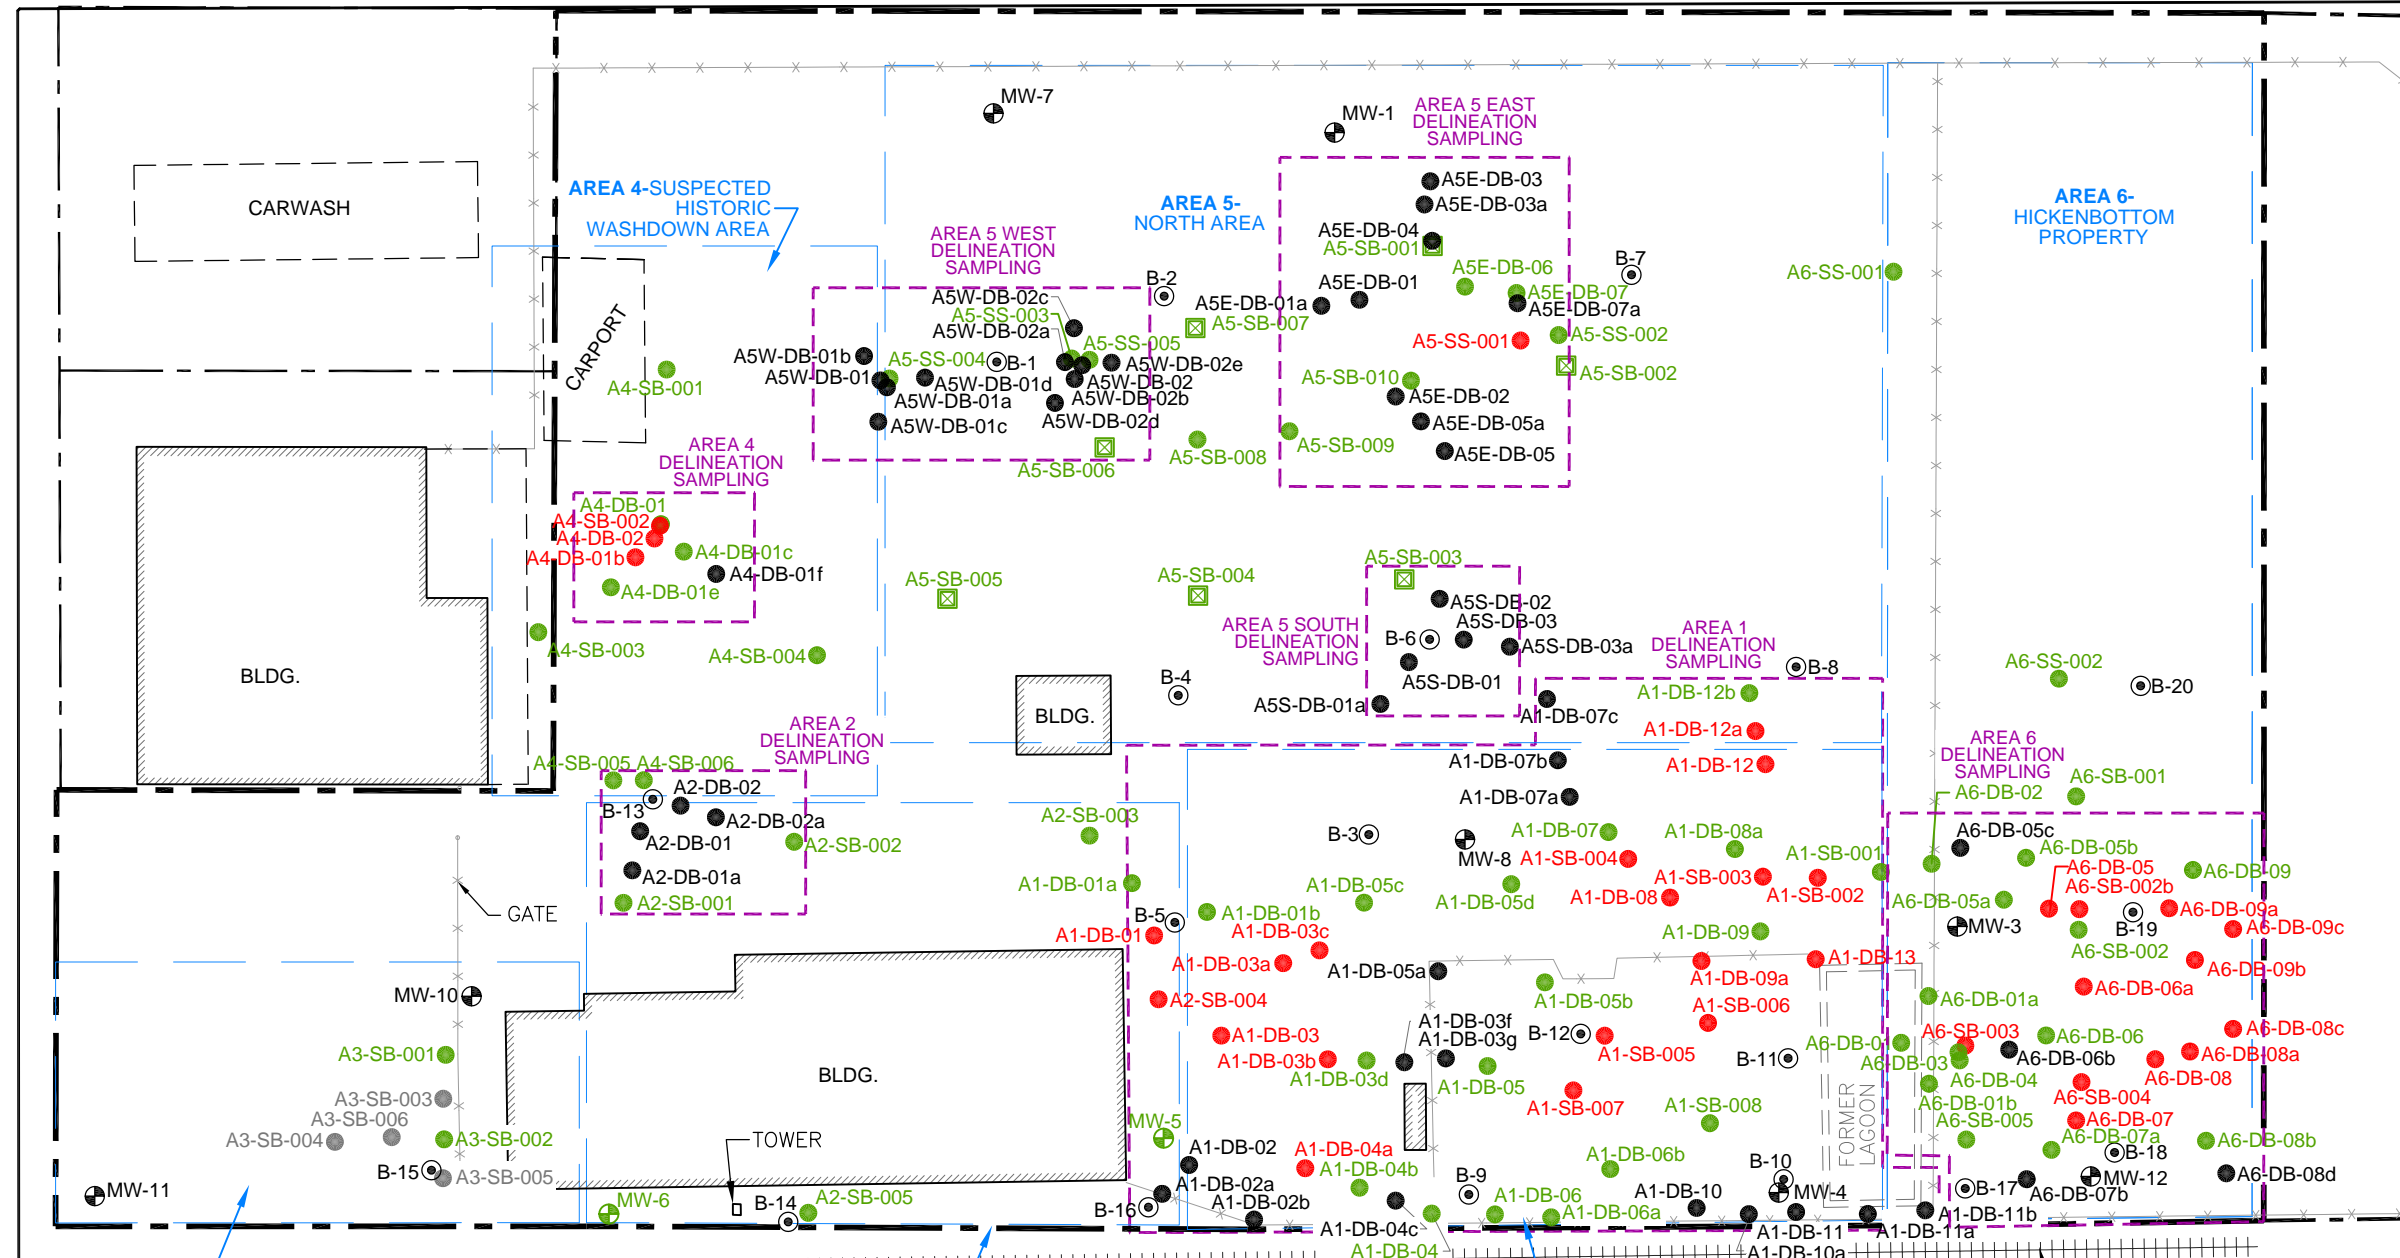 MW-7
MW-1
AREA 5 EAST
DELINEATION
SAMPLING
CARWASH
AREA 4-SUSPECTED
HISTORIC
WASHDOWN AREA
AREA 5-
NORTH AREA
AREA 6-
HICKENBOTTOM
PROPERTY
AREA 5 WEST
DELINEATION
SAMPLING
A5E-DB-03
A5E-DB-03a
A5E-DB-04
A5-SB-001
A5E-DB-06
A5E-DB-07
A5E-DB-07a
B-7
A6-SS-001
B-2
A5W-DB-02c
A5-SS-003
A5W-DB-02a
A5E-DB-01a
A5E-DB-01
A5-SB-007
A5-SS-001
A5-SS-002
A5-SB-002
CARPORT
A4-SB-001
A5W-DB-01b
A5W-DB-01
A5-SS-004
B-1
A5-SS-005
A5W-DB-02e
A5W-DB-01d
A5W-DB-02
A5W-DB-01a
A5W-DB-02b
A5W-DB-01c
A5W-DB-02d
A5-SB-010
A5E-DB-02
A5E-DB-05a
A5E-DB-05
A5-SB-009
A5-SB-008
A5-SB-006
AREA 4
DELINEATION
SAMPLING
A4-DB-01
A4-SB-002
A4-DB-02
A4-DB-01b
A4-DB-01c
A4-DB-01f
A4-DB-01e
A4-SB-003
A4-SB-004
A5-SB-005
A5-SB-004
A5-SB-003
AREA 5 SOUTH
DELINEATION
SAMPLING
A5S-DB-02
A5S-DB-03
B-6
A5S-DB-03a
A5S-DB-01
A5S-DB-01a
AREA 1
DELINEATION
SAMPLING
B-8
A6-SS-002
B-20
BLDG.
B-4
BLDG.
A1-DB-12b
A1-DB-07c
A1-DB-12a
A1-DB-12
A1-DB-07b
A1-DB-07a
AREA 2
DELINEATION
SAMPLING
A4-SB-005
A4-SB-006
A2-DB-02
B-13
A2-DB-02a
A2-DB-01
A2-SB-002
A2-DB-01a
A2-SB-001
A2-SB-003
B-3
MW-8
A1-DB-07
A1-DB-08a
A1-SB-004
A1-SB-001
A1-SB-003
A1-SB-002
A1-DB-08
AREA 6
DELINEATION
SAMPLING
A6-SB-001
A6-DB-02
A6-DB-05c
A6-DB-05b
A6-DB-05
A6-SB-002b
A6-DB-09
A6-DB-05a
A6-DB-09a
MW-3
B-19
A6-DB-09c
A6-SB-002
A6-DB-09b
A6-DB-06a
GATE
A1-DB-01a
A1-DB-05c
A1-DB-05d
B-5
A1-DB-01b
A1-DB-01
A1-DB-03c
A1-DB-03a
A1-DB-05a
A1-DB-09
A1-DB-13
A1-DB-09a
A1-DB-05b
A1-SB-006
A2-SB-004
MW-10
A1-DB-03
A1-DB-03f
A1-DB-03g
B-12
A1-SB-005
B-11
A1-DB-03b
A1-DB-03d
A1-DB-05
A1-SB-007
A1-SB-008
A6-DB-01a
A6-SB-003
A6-DB-0
A6-DB-03
A6-DB-06
A6-DB-06b
A6-DB-04
A6-DB-08c
A6-DB-08a
A6-DB-08
A6-DB-01b
A6-SB-004
A6-SB-005
A6-DB-07
A6-DB-07a
A6-DB-08b
B-18
FORMER
LAGOON
A3-SB-001
A3-SB-003
A3-SB-006
A3-SB-004
A3-SB-002
B-15
A3-SB-005
MW-11
BLDG.
TOWER
MW-6
B-14
A2-SB-005
MW-5
A1-DB-02
A1-DB-02a
B-16
A1-DB-02b
A1-DB-04a
A1-DB-04b
A1-DB-04c
A1-DB-04
B-9
A1-DB-06
A1-DB-06a
A1-DB-06b
A1-DB-10
B-10
MW-4
A1-DB-11
A1-DB-10a
A1-DB-11a
A1-DB-11b
B-17
A6-DB-07b
MW-12
A6-DB-08d